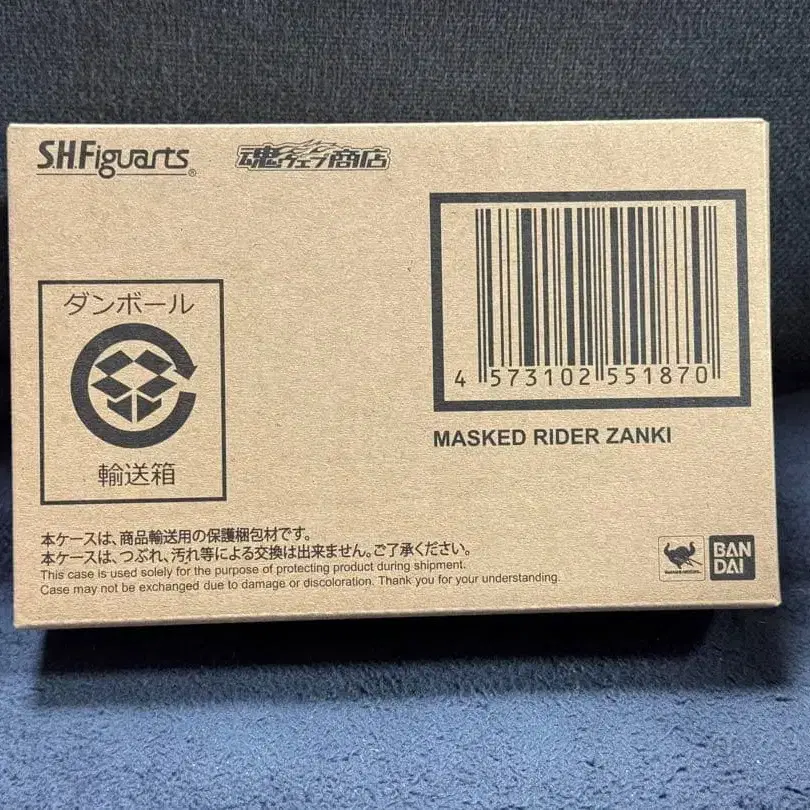 S.H.Figuarts®
魂ウェブ商店
ダンボール
輸送箱
4 573102 551870
MASKED RIDER ZANKI
本ケースは、商品輸送用の保護梱包材です。
本ケースは、つぶれ、汚れ等による交換は出来ません。ご了承ください。
This case is used solely for the purpose of protecting product during shipment.
Case may not be exchanged due to damage or discoloration. Thank you for your understanding.
BAN
DAI